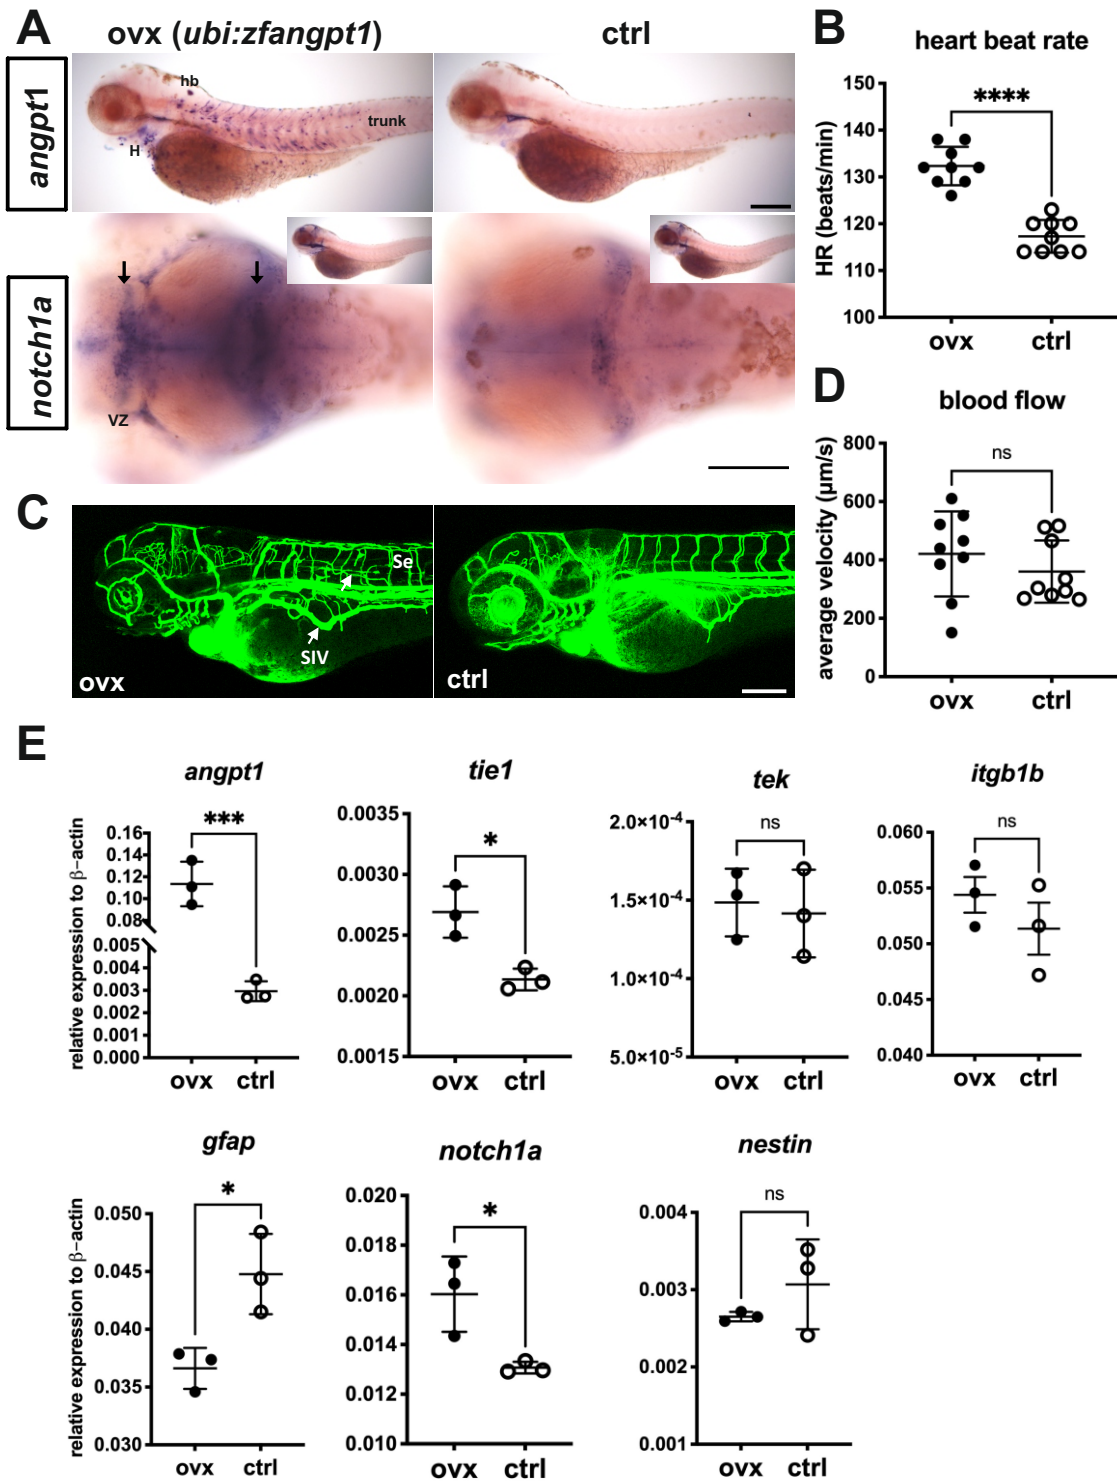 A
ovx (ubi:zfangpt1)
ctrl
angpt1
hb
trunk
H
notch1a
VZ
B
heart beat rate
HR (beats/min)
150
140
130
120
110
100
****
ovx
ctrl
C
Se
SIV
ovx
ctrl
D
blood flow
average velocity (µm/s)
800
600
400
200
0
ns
ovx
ctrl
E
relative expression to β−actin
angpt1
***
0.16
0.14
0.12
0.10
0.08
0.005
0.004
0.003
0.002
0.001
0.000
ovx
ctrl
tie1
*
0.0035
0.0030
0.0025
0.0020
0.0015
ovx
ctrl
tek
ns
2.0×10⁻⁴
1.5×10⁻⁴
1.0×10⁻⁴
5.0×10⁻⁵
ovx
ctrl
itgb1b
ns
0.060
0.055
0.050
0.045
0.040
ovx
ctrl
relative expression to β−actin
gfap
*
0.050
0.045
0.040
0.035
0.030
ovx
ctrl
notch1a
*
0.020
0.018
0.016
0.014
0.012
0.010
ovx
ctrl
nestin
ns
0.004
0.003
0.002
0.001
ovx
ctrl